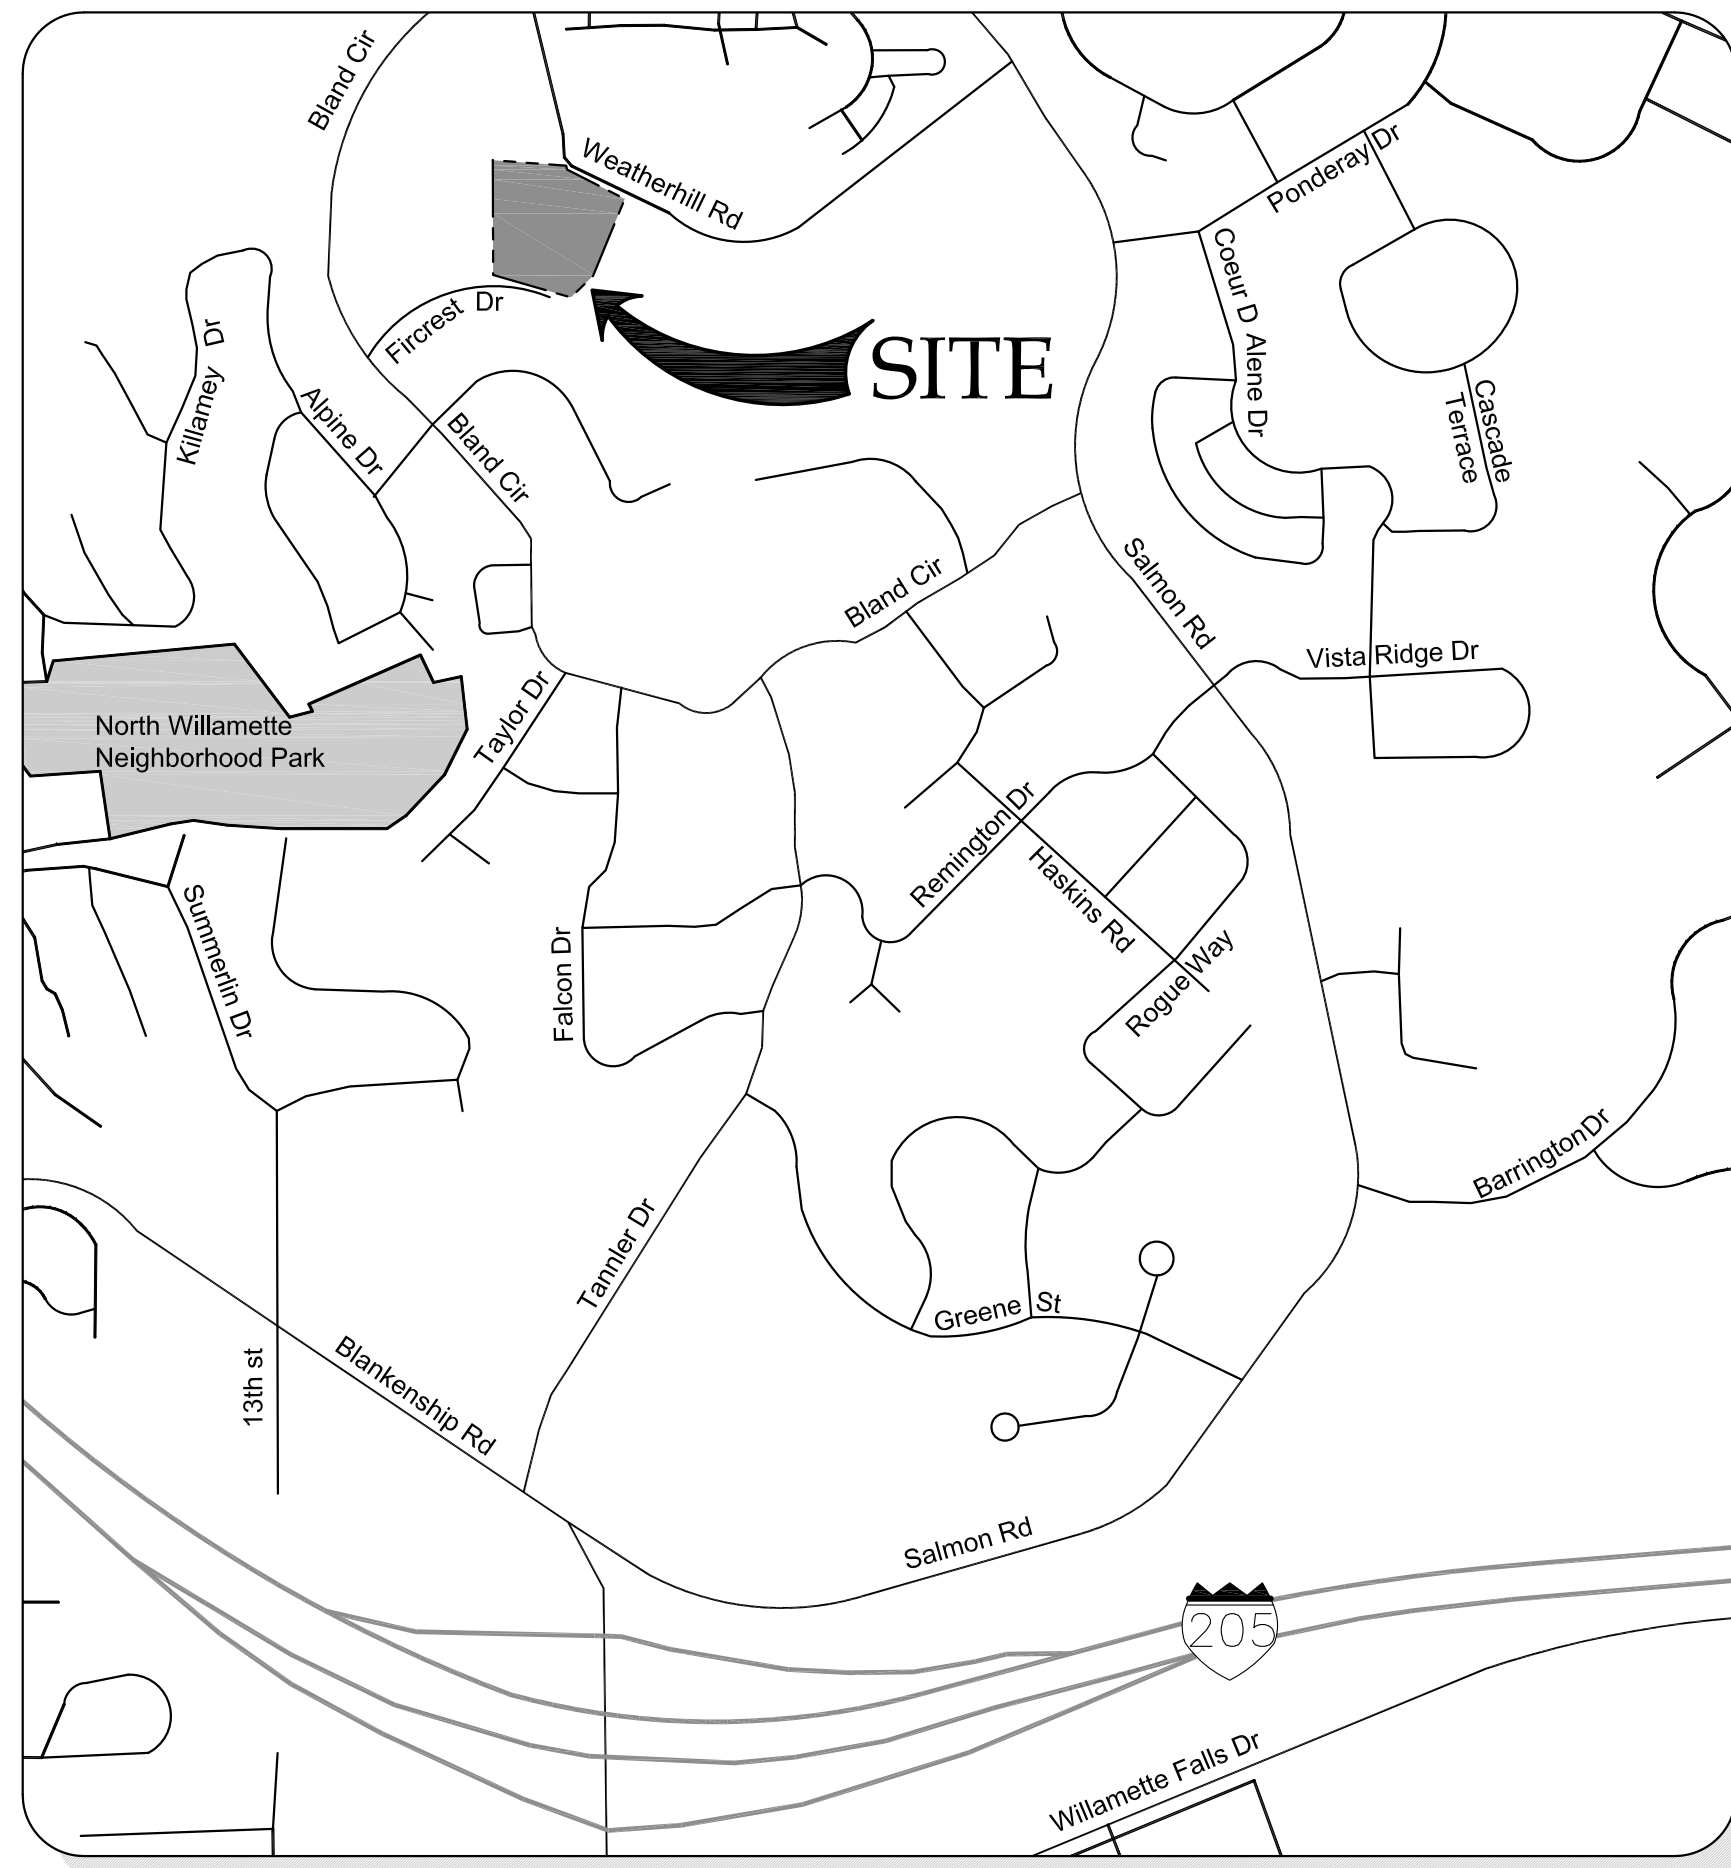 Bland Cir
Weatherhill Rd
Ponderay Dr
Coeur D Alene Dr
Fircrest Dr
SITE
Killamey Dr
Alpine Dr
Bland Cir
Cascade
Terrace
Bland Cir
Salmon Rd
Vista Ridge Dr
North Willamette
Neighborhood Park
Taylor Dr
Remington Dr
Haskins Rd
Summerlin Dr
Falcon Dr
Rogue Way
Barrington Dr
Tannler Dr
Greene St
13th st
Blankenship Rd
Salmon Rd
205
Willamette Falls Dr